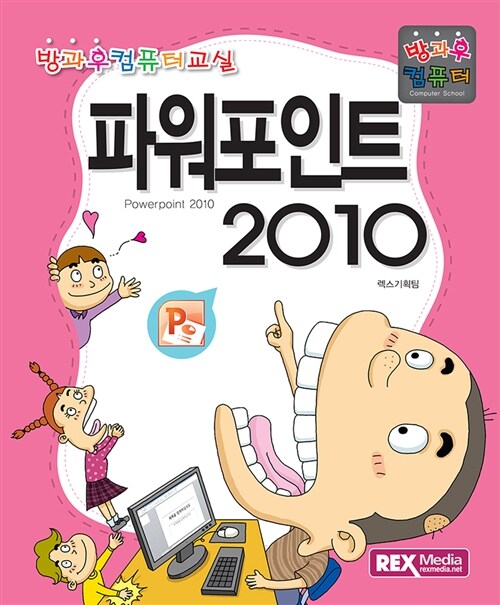 방과후컴퓨터교실
방과후
컴퓨터
Computer School
파워포인트
Powerpoint 2010
2010
렉스기획팀
P
REX Media
rexmedia.net